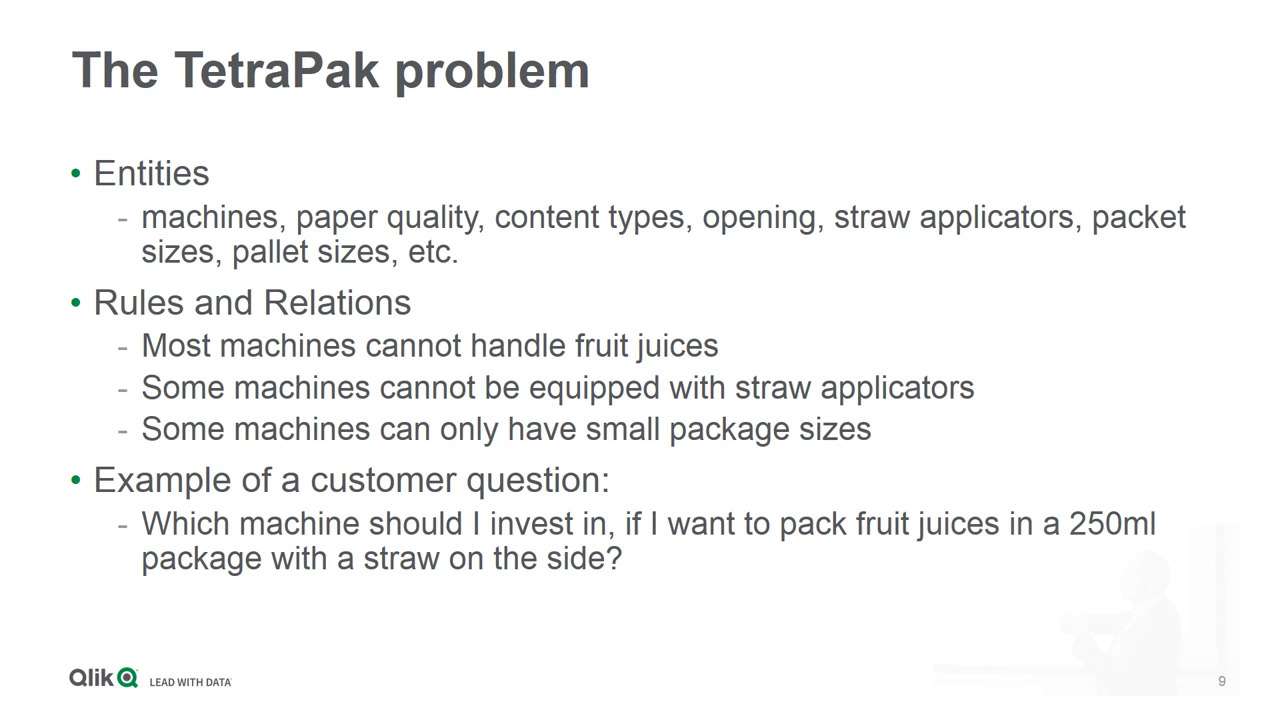 The TetraPak problem
• Entities
- machines, paper quality, content types, opening, straw applicators, packet
sizes, pallet sizes, etc.
• Rules and Relations
- Most machines cannot handle fruit juices
- Some machines cannot be equipped with straw applicators
- Some machines can only have small package sizes
• Example of a customer question:
- Which machine should I invest in, if I want to pack fruit juices in a 250ml
package with a straw on the side?
Qlik LEAD WITH DATA
9